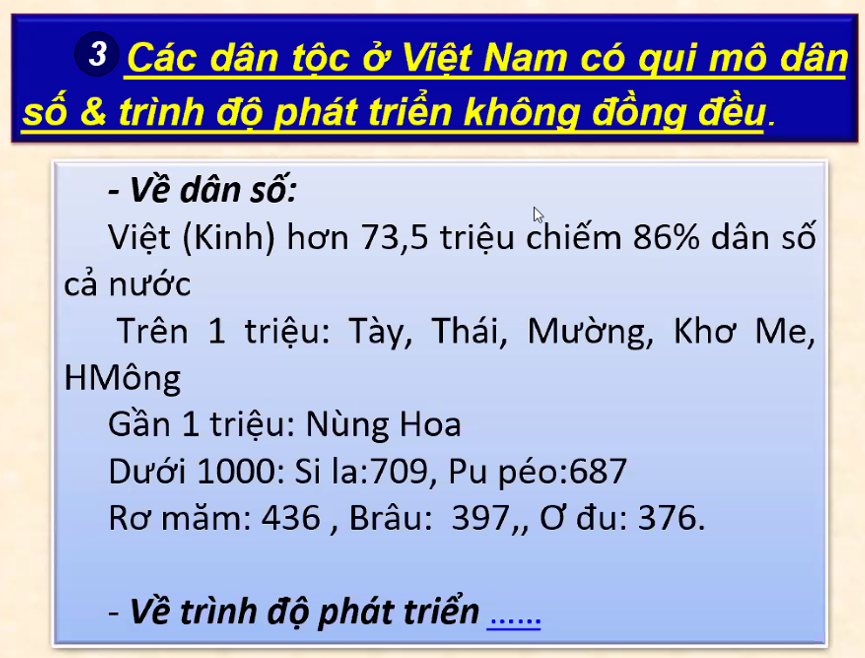 3 Các dân tộc ở Việt Nam có qui mô dân
số & trình độ phát triển không đồng đều.
- Về dân số:
Việt (Kinh) hơn 73,5 triệu chiếm 86% dân số
cả nước
Trên 1 triệu: Tày, Thái, Mường, Khơ Me,
HMông
Gần 1 triệu: Nùng Hoa
Dưới 1000: Si la:709, Pu péo:687
Rơ măm: 436 , Brâu: 397,, Ơ đu: 376.
- Về trình độ phát triển ......